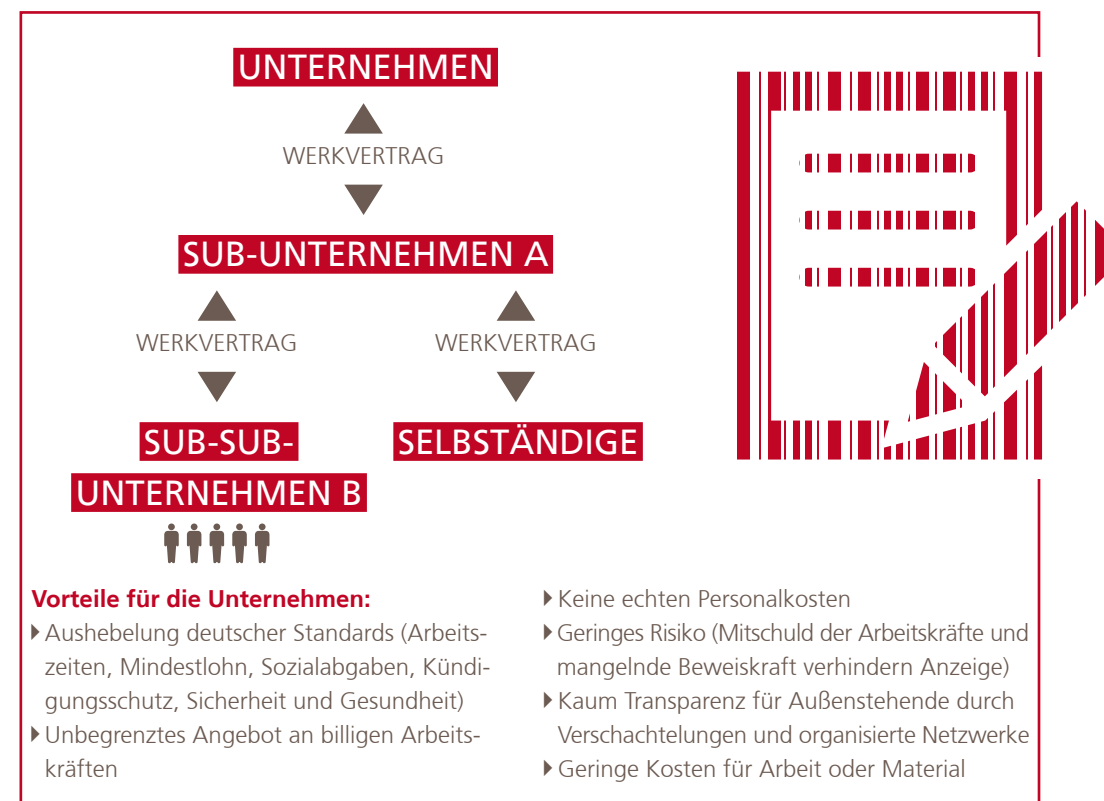 UNTERNEHMEN
WERKVERTRAG
SUB-UNTERNEHMEN A
WERKVERTRAG
WERKVERTRAG
SUB-SUB-
UNTERNEHMEN B
SELBSTÄNDIGE
Vorteile für die Unternehmen:
Aushebelung deutscher Standards (Arbeits-
zeiten, Mindestlohn, Sozialabgaben, Kündi-
gungsschutz, Sicherheit und Gesundheit)
Unbegrenztes Angebot an billigen Arbeits-
kräften
Keine echten Personalkosten
Geringes Risiko (Mitschuld der Arbeitskräfte und
mangelnde Beweiskraft verhindern Anzeige)
Kaum Transparenz für Außenstehende durch
Verschachtelungen und organisierte Netzwerke
Geringe Kosten für Arbeit oder Material